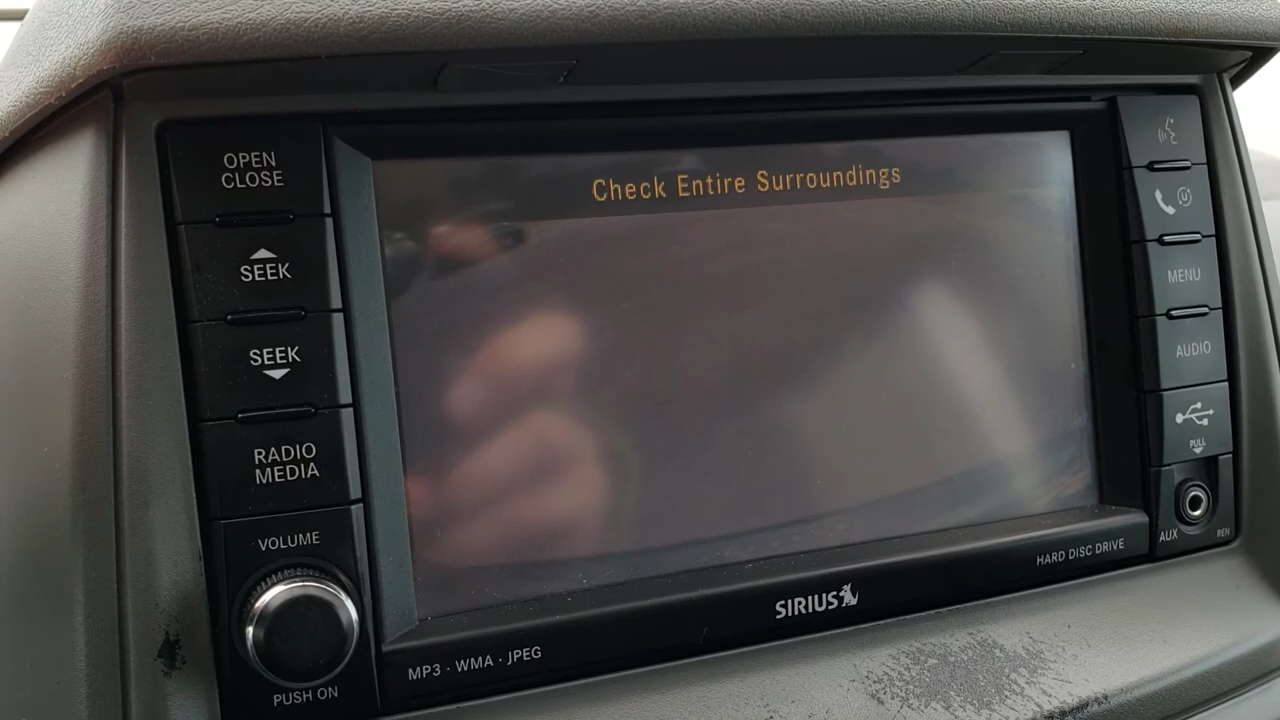 Check Entire Surroundings
OPEN
CLOSE
SEEK
SEEK
RADIO
MEDIA
VOLUME
PUSH ON
MENU
AUDIO
PULL
AUX
REN
MP3 · WMA · JPEG
SIRIUS
HARD DISC DRIVE